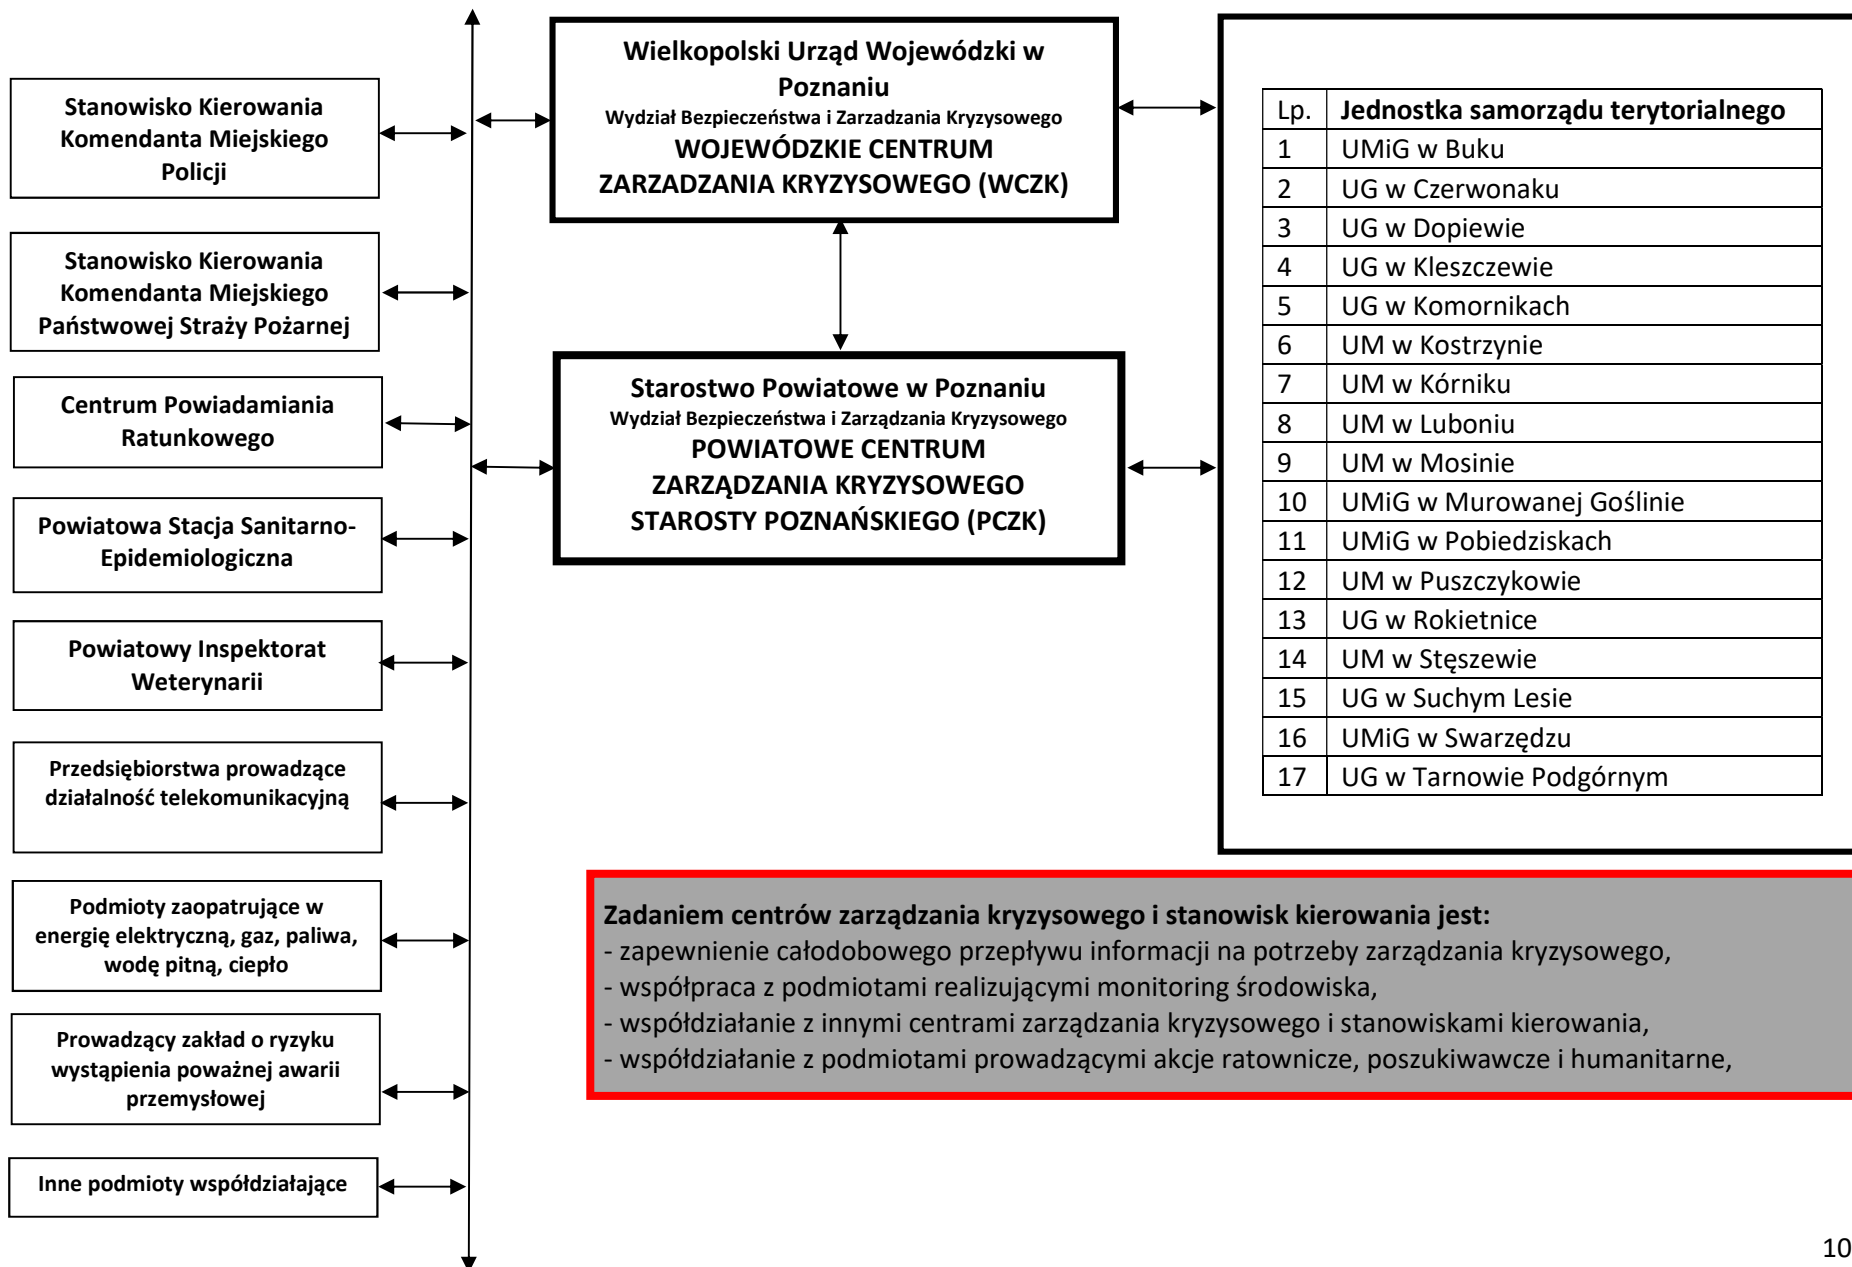 Stanowisko Kierowania
Komendanta Miejskiego
Policji
Stanowisko Kierowania
Komendanta Miejskiego
Państwowej Straży Pożarnej
Centrum Powiadamiania
Ratunkowego
Powiatowa Stacja Sanitarno-
Epidemiologiczna
Powiatowy Inspektorat
Weterynarii
Przedsiębiorstwa prowadzące
działalność telekomunikacyjną
Podmioty zaopatrujące w
energię elektryczną, gaz, paliwa,
wodę pitną, ciepło
Prowadzący zakład o ryzyku
wystąpienia poważnej awarii
przemysłowej
Inne podmioty współdziałające
Wielkopolski Urząd Wojewódzki w
Poznaniu
Wydział Bezpieczeństwa i Zarzadzania Kryzysowego
WOJEWÓDZKIE CENTRUM
ZARZADZANIA KRYZYSOWEGO (WCZK)
Starostwo Powiatowe w Poznaniu
Wydział Bezpieczeństwa i Zarządzania Kryzysowego
POWIATOWE CENTRUM
ZARZĄDZANIA KRYZYSOWEGO
STAROSTY POZNAŃSKIEGO (PCZK)
Lp. Jednostka samorządu terytorialnego
1 UMiG w Buku
2 UG w Czerwonaku
3 UG w Dopiewie
4 UG w Kleszczewie
5 UG w Komornikach
6 UM w Kostrzynie
7 UM w Kórniku
8 UM w Luboniu
9 UM w Mosinie
10 UMiG w Murowanej Goślinie
11 UMiG w Pobiedziskach
12 UM w Puszczykowie
13 UG w Rokietnice
14 UM w Stęszewie
15 UG w Suchym Lesie
16 UMiG w Swarzędzu
17 UG w Tarnowie Podgórnym
Zadaniem centrów zarządzania kryzysowego i stanowisk kierowania jest:
- zapewnienie całodobowego przepływu informacji na potrzeby zarządzania kryzysowego,
- współpraca z podmiotami realizującymi monitoring środowiska,
- współdziałanie z innymi centrami zarządzania kryzysowego i stanowiskami kierowania,
- współdziałanie z podmiotami prowadzącymi akcje ratownicze, poszukiwawcze i humanitarne,
10